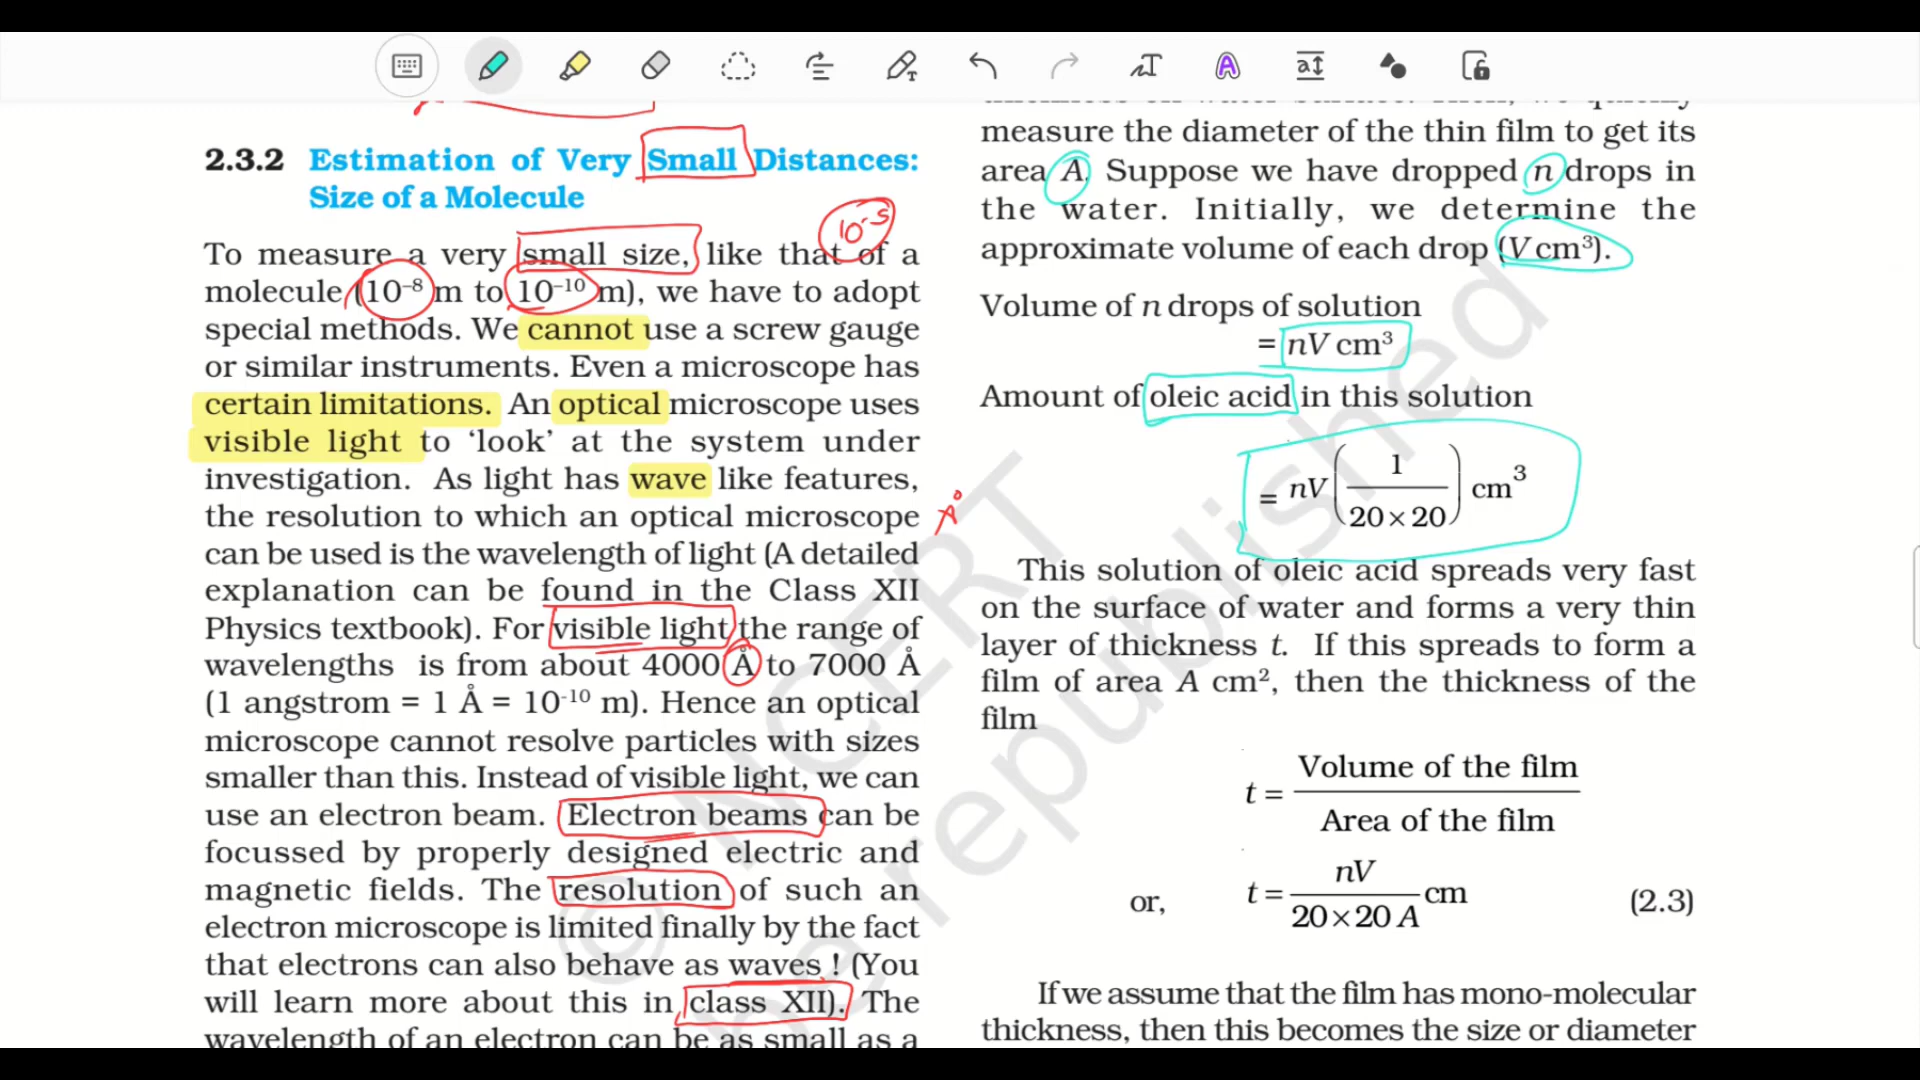 2.3.2 Estimation of Very Small Distances:
Size of a Molecule
10⁻⁵
To measure a very small size, like that of a
molecule (10⁻⁸ m to 10⁻¹⁰ m), we have to adopt
special methods. We cannot use a screw gauge
or similar instruments. Even a microscope has
certain limitations. An optical microscope uses
visible light to ‘look’ at the system under
investigation. As light has wave like features,
the resolution to which an optical microscope
can be used is the wavelength of light (A detailed
explanation can be found in the Class XII
Physics textbook). For visible light the range of
wavelengths is from about 4000 Å to 7000 Å
(1 angstrom = 1 Å = 10⁻¹⁰ m). Hence an optical
microscope cannot resolve particles with sizes
smaller than this. Instead of visible light, we can
use an electron beam. Electron beams can be
focussed by properly designed electric and
magnetic fields. The resolution of such an
electron microscope is limited finally by the fact
that electrons can also behave as waves ! (You
will learn more about this in class XII). The
wavelength of an electron can be as small as a
Å
measure the diameter of the thin film to get its
area A. Suppose we have dropped n drops in
the water. Initially, we determine the
approximate volume of each drop (V cm³).
Volume of n drops of solution
= nV cm³
Amount of oleic acid in this solution
= nV (1 / 20 × 20) cm³
This solution of oleic acid spreads very fast
on the surface of water and forms a very thin
layer of thickness t. If this spreads to form a
film of area A cm², then the thickness of the
film
t = Volume of the film / Area of the film
or, t = nV / 20 × 20 A cm (2.3)
If we assume that the film has mono-molecular
thickness, then this becomes the size or diameter
© NCERT
be republished